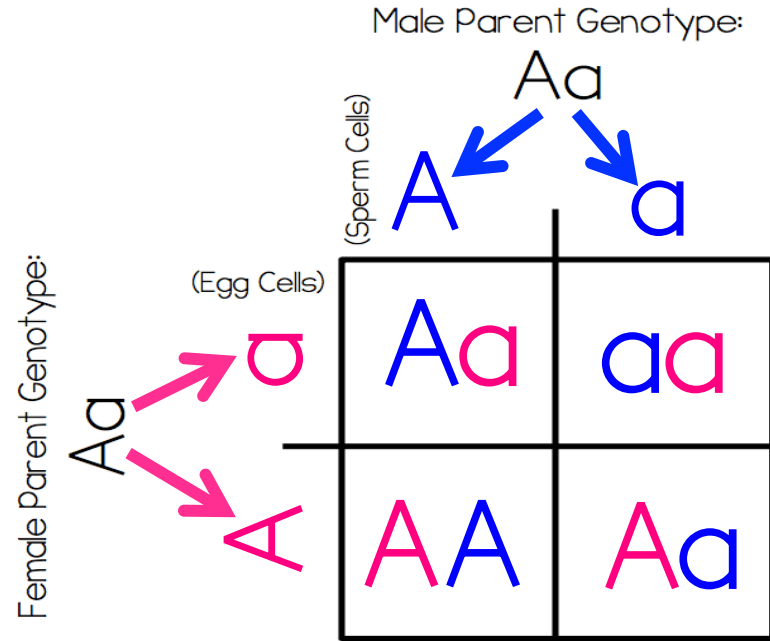 Male Parent Genotype:
Aa
(Sperm Cells)
A a
(Egg Cells)
Female Parent Genotype:
Aa
a
Aa aa
A
AA Aa